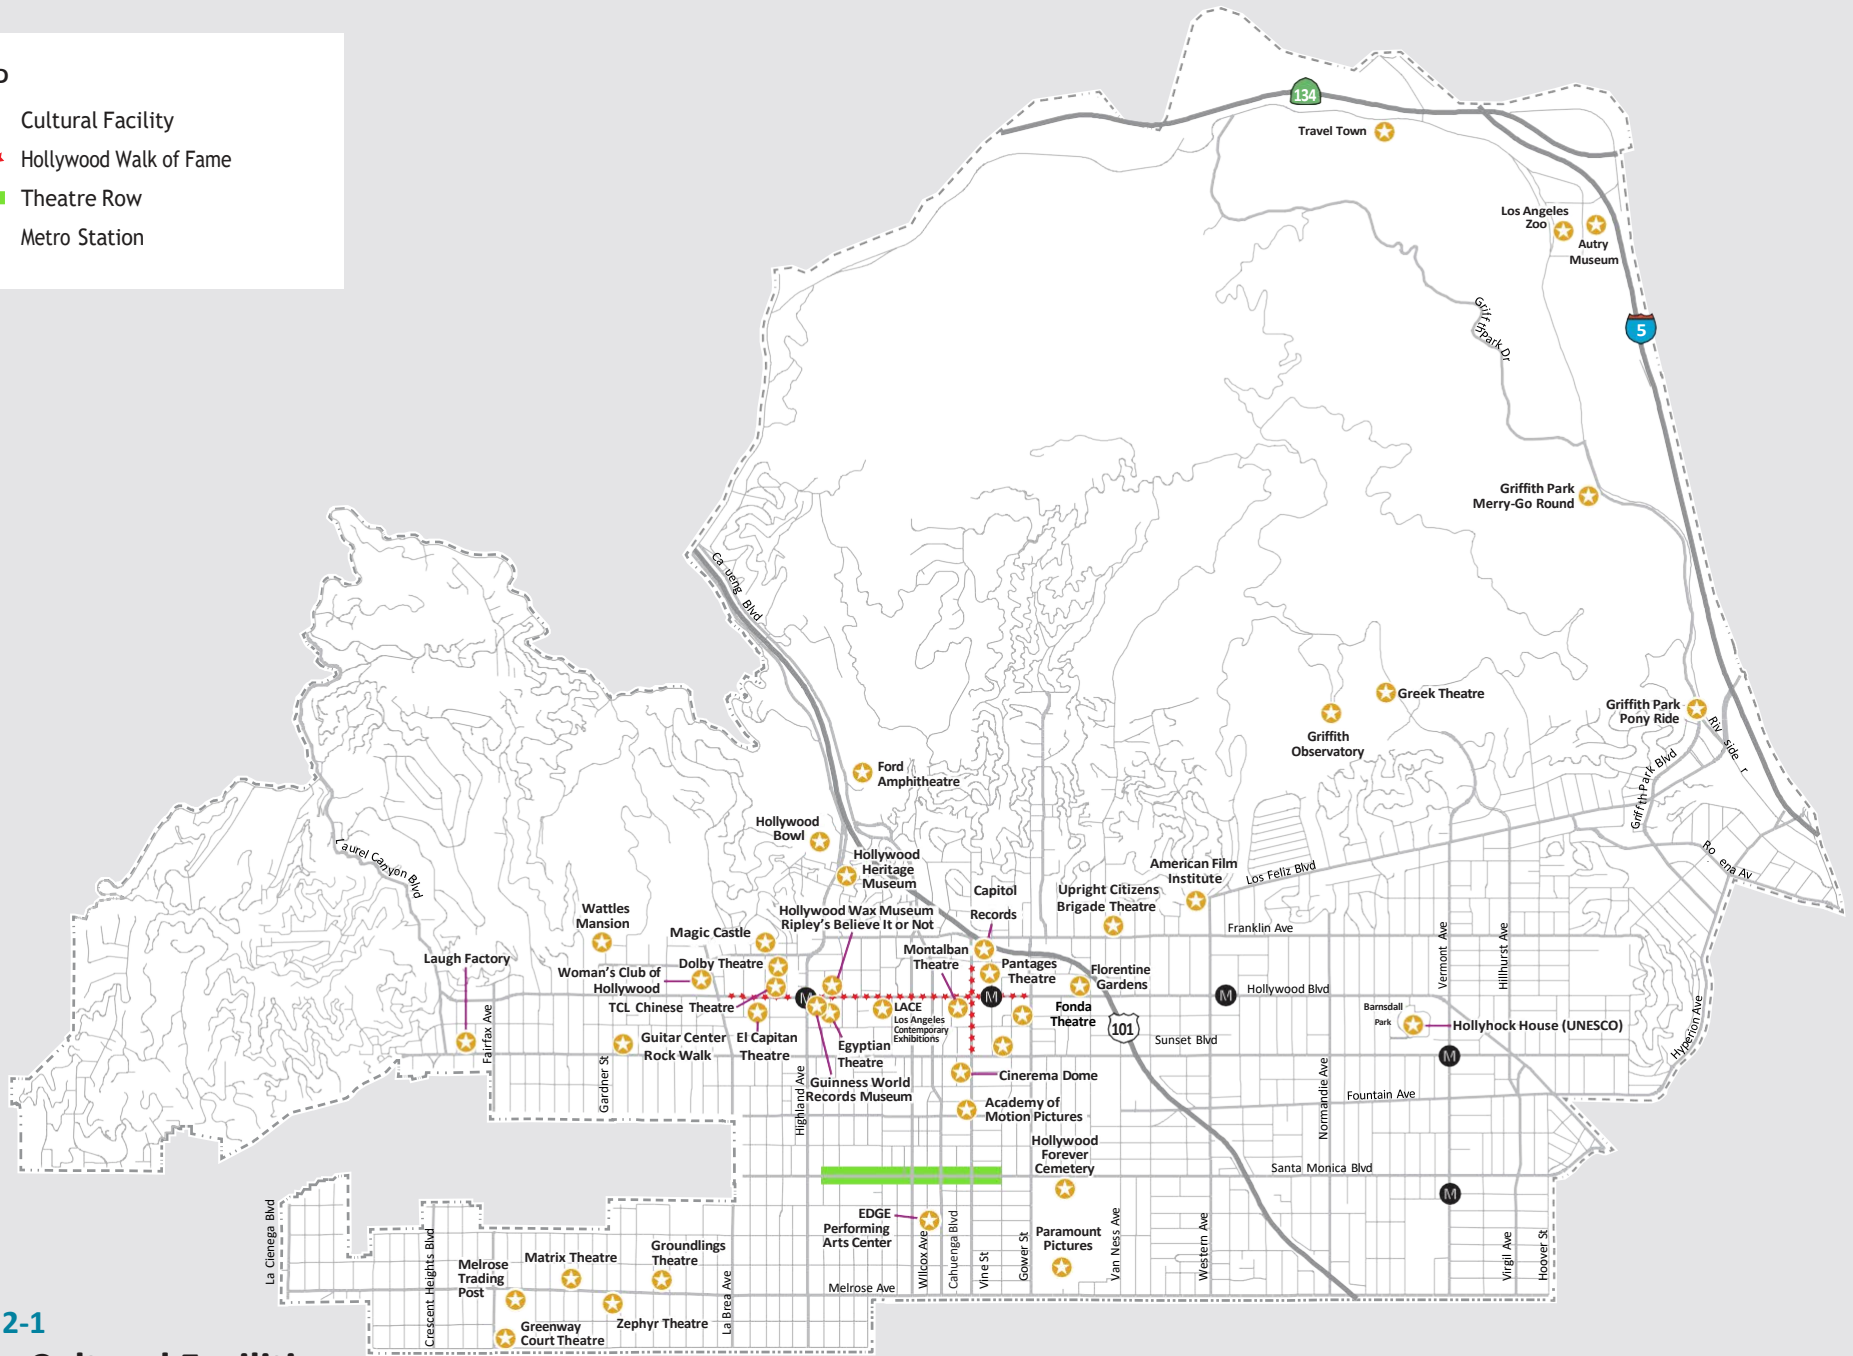 Cultural Facility
Hollywood Walk of Fame
Theatre Row
Metro Station
134
Travel Town
Los Angeles
Zoo
Autry
Museum
5
Griffith Park
Merry-Go Round
Greek Theatre
Griffith
Observatory
Griffith Park
Pony Ride
Griffith Park Blvd
Ford
Amphitheatre
Hollywood
Bowl
Hollywood
Heritage
Museum
Laurel Canyon Blvd
American Film
Institute
Los Feliz Blvd
Capitol
Records
Upright Citizens
Brigade Theatre
Wattles
Mansion
Hollywood Wax Museum
Ripley's Believe It or Not
Magic Castle
Franklin Ave
Montalban
Theatre
Laugh Factory
Dolby Theatre
Woman's Club of
Hollywood
Pantages
Theatre
Florentine
Gardens
Vermont Ave
Hillhurst Ave
TCL Chinese Theatre
M
M
M
Hollywood Blvd
LACE
Los Angeles
Contemporary
Exhibitions
Fonda
Theatre
101
Barnsdall
Park
Hollyhock House (UNESCO)
Fairfax Ave
Guitar Center
Rock Walk
El Capitan
Theatre
Egyptian
Theatre
Sunset Blvd
M
Hyperion Ave
Gardner St
Highland Ave
Guinness World
Records Museum
Cinerema Dome
Normandie Ave
Fountain Ave
Academy of
Motion Pictures
Hollywood
Forever
Cemetery
Santa Monica Blvd
M
La Cienega Blvd
Crescent Heights Blvd
EDGE
Performing
Arts Center
Wilcox Ave
Cahuenga Blvd
Vine St
Gower St
Paramount
Pictures
Van Ness Ave
Western Ave
Virgil Ave
Hoover St
Melrose
Trading
Post
Matrix Theatre
Groundlings
Theatre
La Brea Ave
Melrose Ave
Zephyr Theatre
Greenway
Court Theatre
2-1